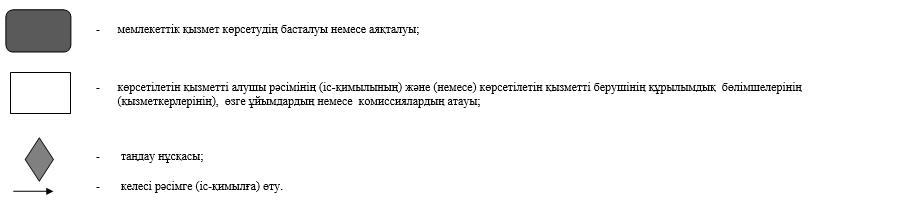 - мемлекеттік қызмет көрсетудің басталуы немесе аяқталуы;
- көрсетілетін қызметті алушы рәсімінің (іс-қимылының) және (немесе) көрсетілетін қызметті берушінің құрылымдық бөлімшелерінің
(қызметкерлерінің), өзге ұйымдардың немесе комиссиялардың атауы;
- таңдау нұсқасы;
- келесі рәсімге (іс-қимылға) өту.